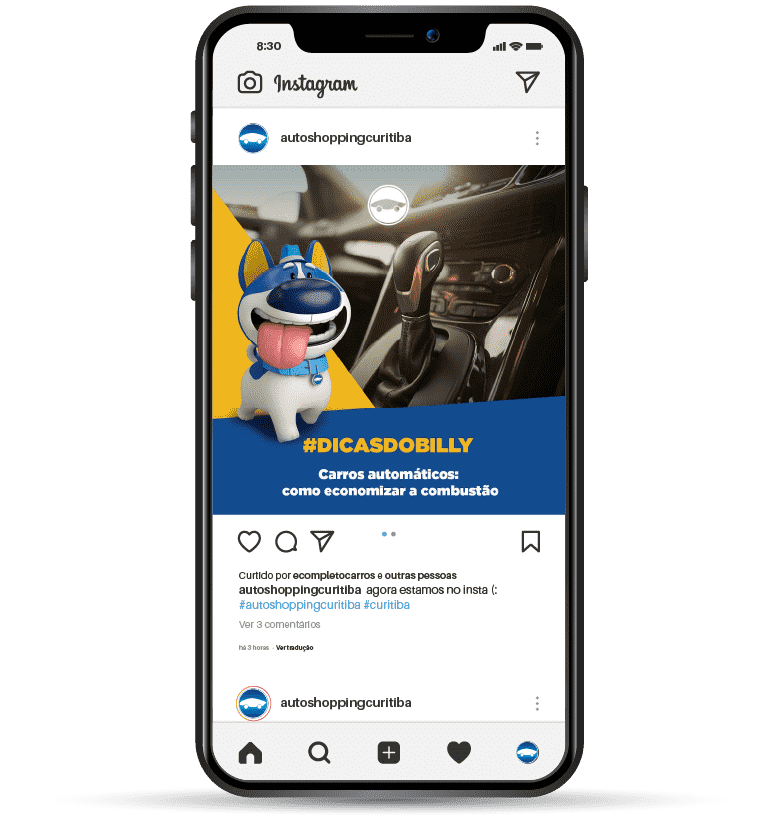 8:30
Instagram
autoshoppingcuritiba
#DICASDOBILLY
Carros automáticos:
como economizar a combustão
Curtido por ecompletocarros e outras pessoas
autoshoppingcuritiba agora estamos no insta (:
#autoshoppingcuritiba #curitiba
Ver 3 comentários
há 3 horas · Ver tradução
autoshoppingcuritiba